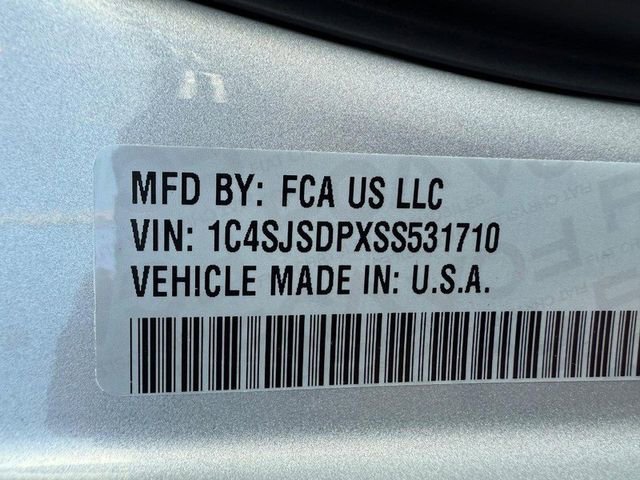 MFD BY: FCA US LLC
VIN: 1C4SJSDPXSS531710
VEHICLE MADE IN: U.S.A.